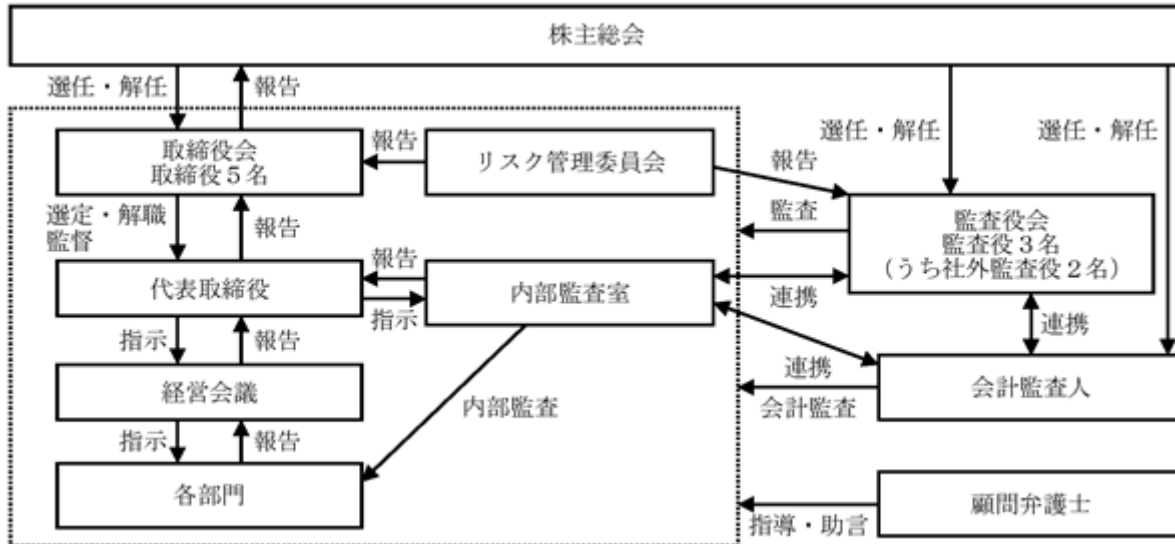 株主総会
選任・解任
報告
選任・解任
選任・解任
取締役会
取締役5名
報告
リスク管理委員会
報告
選定・解職
監督
報告
監査
監査役会
監査役3名
(うち社外監査役2名)
代表取締役
報告
指示
内部監査室
連携
連携
指示
報告
経営会議
内部監査
連携
会計監査
会計監査人
指示
報告
各部門
指導・助言
顧問弁護士